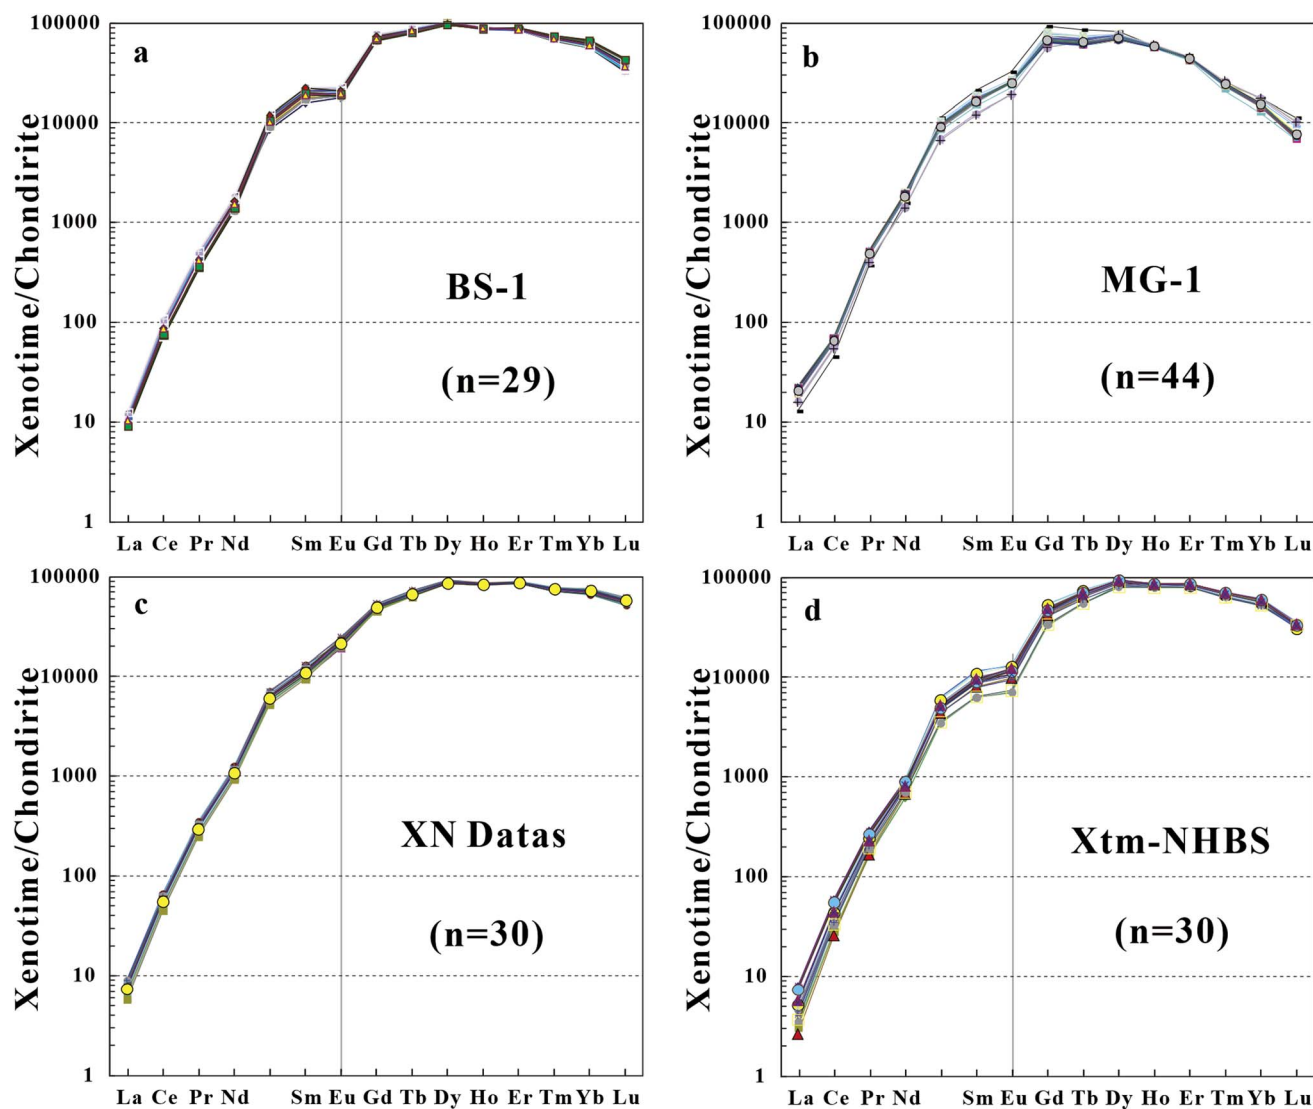 a
Xenotime/Chondirite
100000
10000
1000
100
10
1
BS-1
(n=29)
La Ce Pr Nd Sm Eu Gd Tb Dy Ho Er Tm Yb Lu
b
Xenotime/Chondirite
100000
10000
1000
100
10
1
MG-1
(n=44)
La Ce Pr Nd Sm Eu Gd Tb Dy Ho Er Tm Yb Lu
c
Xenotime/Chondirite
100000
10000
1000
100
10
1
XN Datas
(n=30)
La Ce Pr Nd Sm Eu Gd Tb Dy Ho Er Tm Yb Lu
d
Xenotime/Chondirite
100000
10000
1000
100
10
1
Xtm-NHBS
(n=30)
La Ce Pr Nd Sm Eu Gd Tb Dy Ho Er Tm Yb Lu